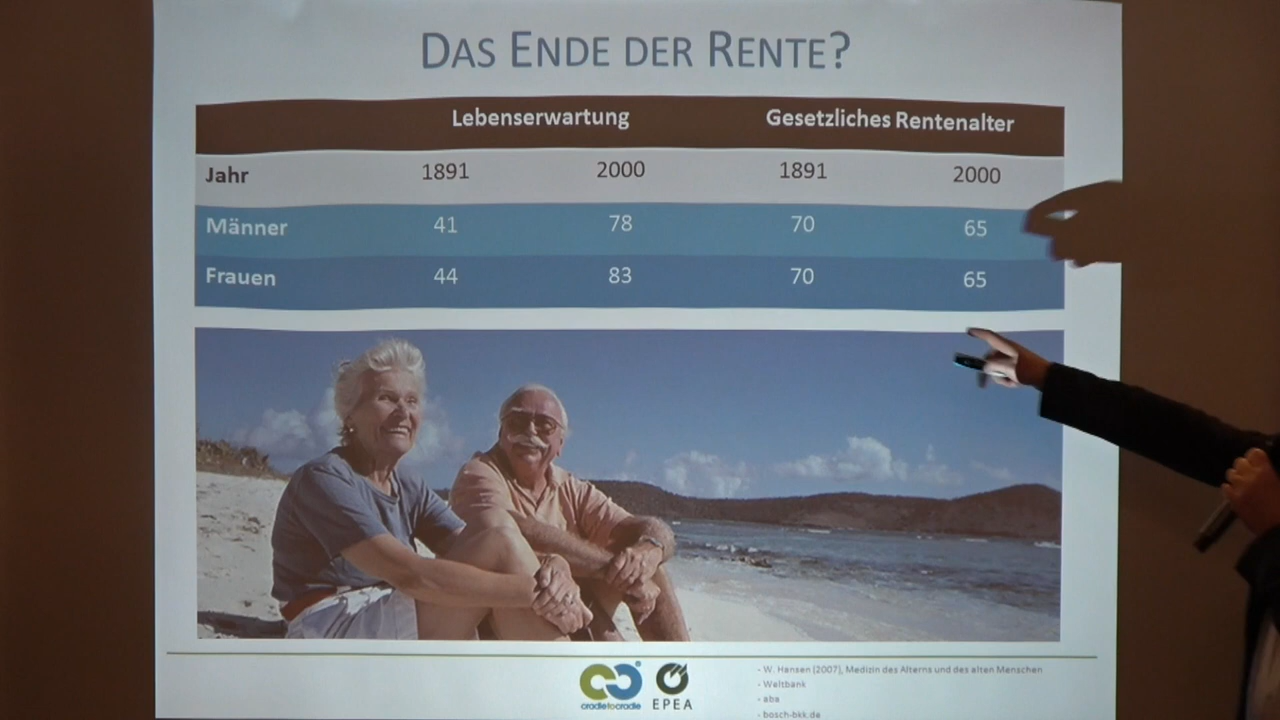 DAS ENDE DER RENTE?
Lebenserwartung Gesetzliches Rentenalter
Jahr 1891 2000 1891 2000
Männer 41 78 70 65
Frauen 44 83 70 65
cradletocradle EPEA
- W. Hansen (2007), Medizin des Alterns und des alten Menschen
- Weltbank
- aba
- bosch-bkk.de